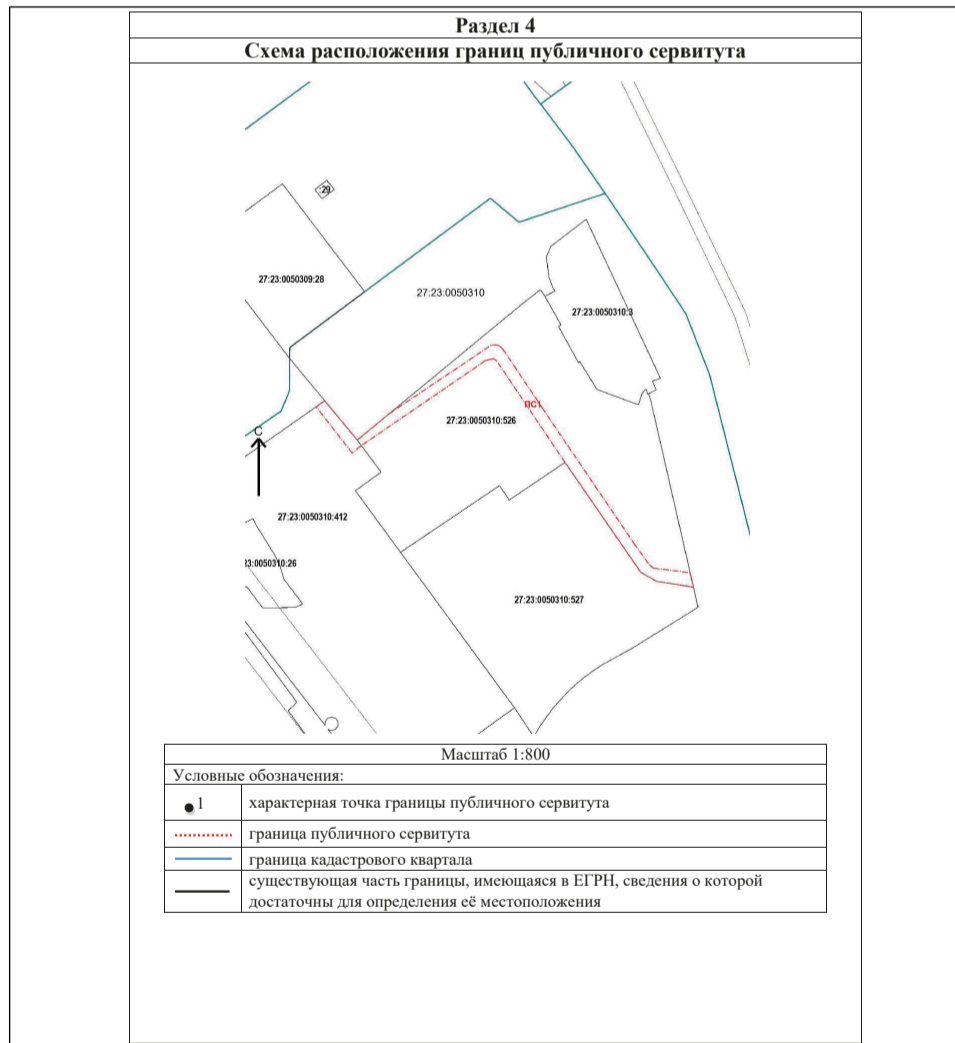 Раздел 4
Схема расположения границ публичного сервитута
:29
27:23:0050309:28
27:23:0050310
27:23:0050310:3
ПС1
27:23:0050310:526
С
27:23:0050310:412
23:0050310:26
27:23:0050310:527
Масштаб 1:800
Условные обозначения:
1 характерная точка границы публичного сервитута
граница публичного сервитута
граница кадастрового квартала
существующая часть границы, имеющаяся в ЕГРН, сведения о которой
достаточны для определения её местоположения